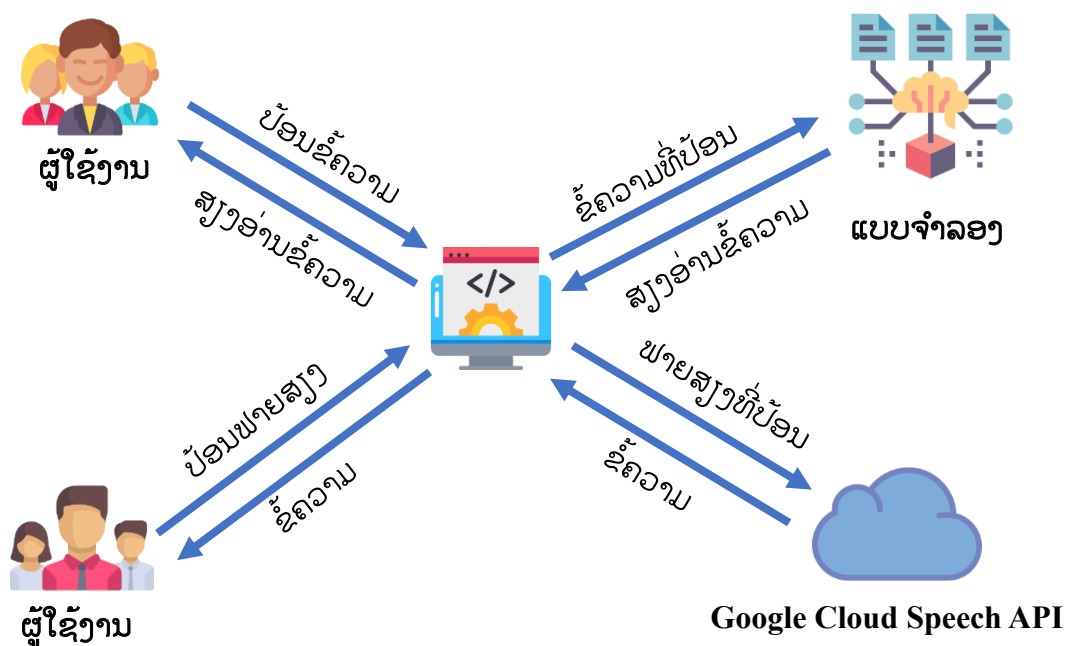 ຜູ້ໃຊ້ງານ
ປ້ອນຂໍ້ຄວາມ
ສຽງອ່ານຂໍ້ຄວາມ
ຂໍ້ຄວາມທີ່ປ້ອນ
ສຽງອ່ານຂໍ້ຄວາມ
ແບບຈຳລອງ
</>
ປ້ອນຟາຍສຽງ
ຂໍ້ຄວາມ
ຟາຍສຽງທີ່ປ້ອນ
ຂໍ້ຄວາມ
ຜູ້ໃຊ້ງານ
Google Cloud Speech API